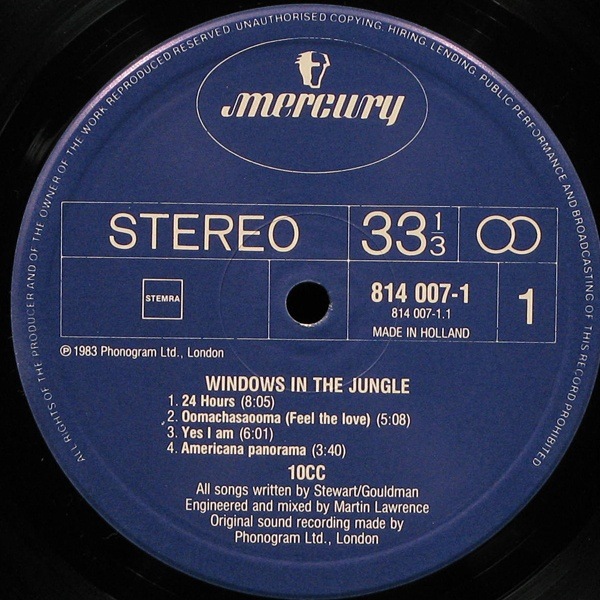 ALL RIGHTS OF THE PRODUCER AND OF THE OWNER OF THE WORK REPRODUCED RESERVED. UNAUTHORISED COPYING, HIRING, LENDING, PUBLIC PERFORMANCE AND BROADCASTING OF THIS RECORD PROHIBITED
mercury
STEREO 33 1/3
STEMRA
814 007-1
814 007-1.1
MADE IN HOLLAND
1
℗ 1983 Phonogram Ltd., London
WINDOWS IN THE JUNGLE
1. 24 Hours (8:05)
2. Oomachasaooma (Feel the love) (5:08)
3. Yes I am (6:01)
4. Americana panorama (3:40)
10CC
All songs written by Stewart/Gouldman
Engineered and mixed by Martin Lawrence
Original sound recording made by
Phonogram Ltd., London